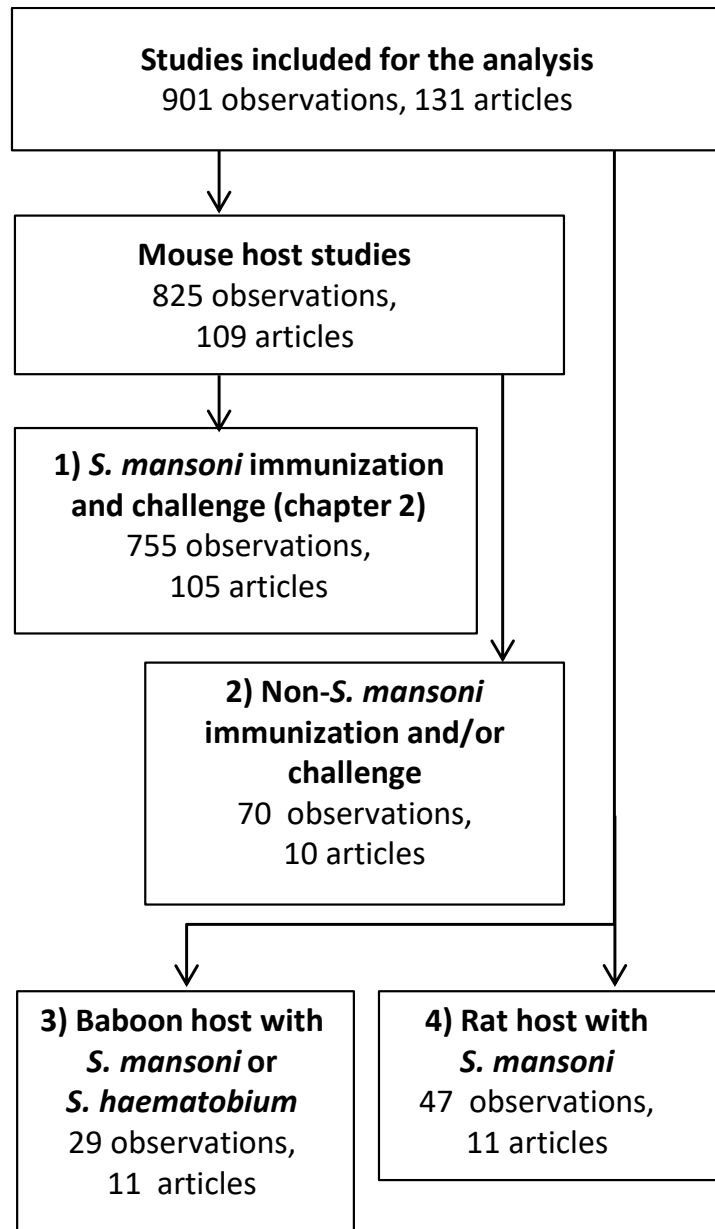 Studies included for the analysis
901 observations, 131 articles
Mouse host studies
825 observations,
109 articles
1) S. mansoni immunization
and challenge (chapter 2)
755 observations,
105 articles
2) Non-S. mansoni
immunization and/or
challenge
70 observations,
10 articles
3) Baboon host with
S. mansoni or
S. haematobium
29 observations,
11 articles
4) Rat host with
S. mansoni
47 observations,
11 articles